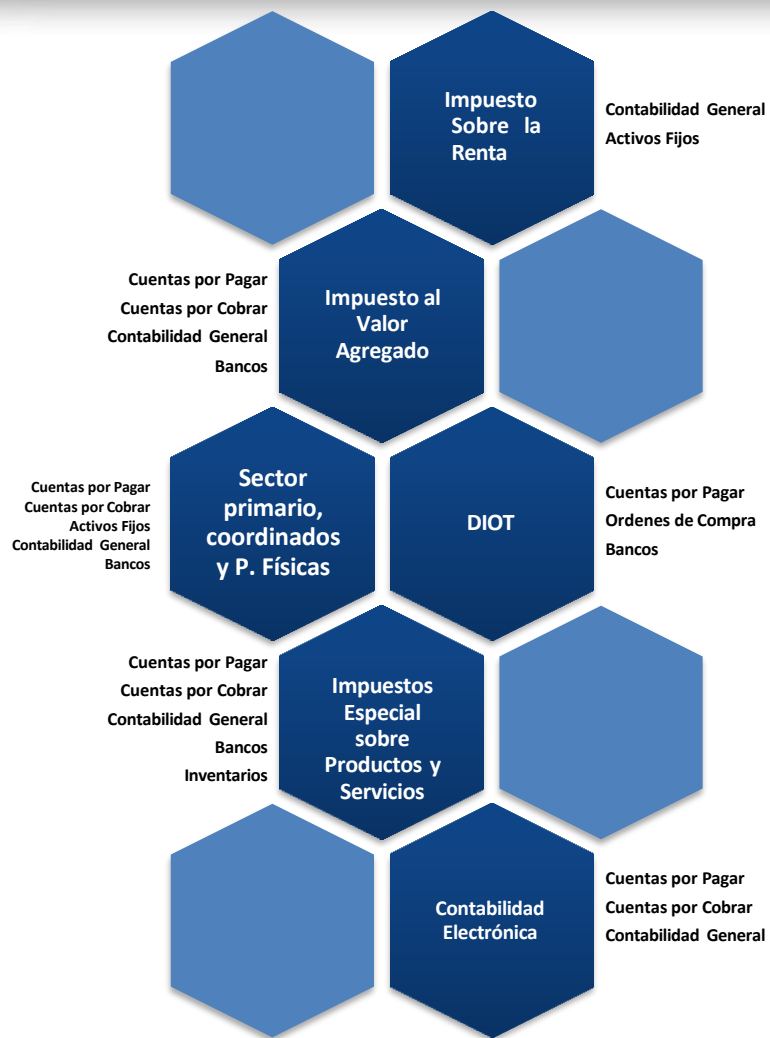 Impuesto
Sobre la
Renta
Contabilidad General
Activos Fijos
Cuentas por Pagar
Cuentas por Cobrar
Contabilidad General
Bancos
Impuesto al
Valor
Agregado
Cuentas por Pagar
Cuentas por Cobrar
Activos Fijos
Contabilidad General
Bancos
Sector
primario,
coordinados
y P. Físicas
DIOT
Cuentas por Pagar
Ordenes de Compra
Bancos
Cuentas por Pagar
Cuentas por Cobrar
Contabilidad General
Bancos
Inventarios
Impuestos
Especial
sobre
Productos y
Servicios
Contabilidad
Electrónica
Cuentas por Pagar
Cuentas por Cobrar
Contabilidad General